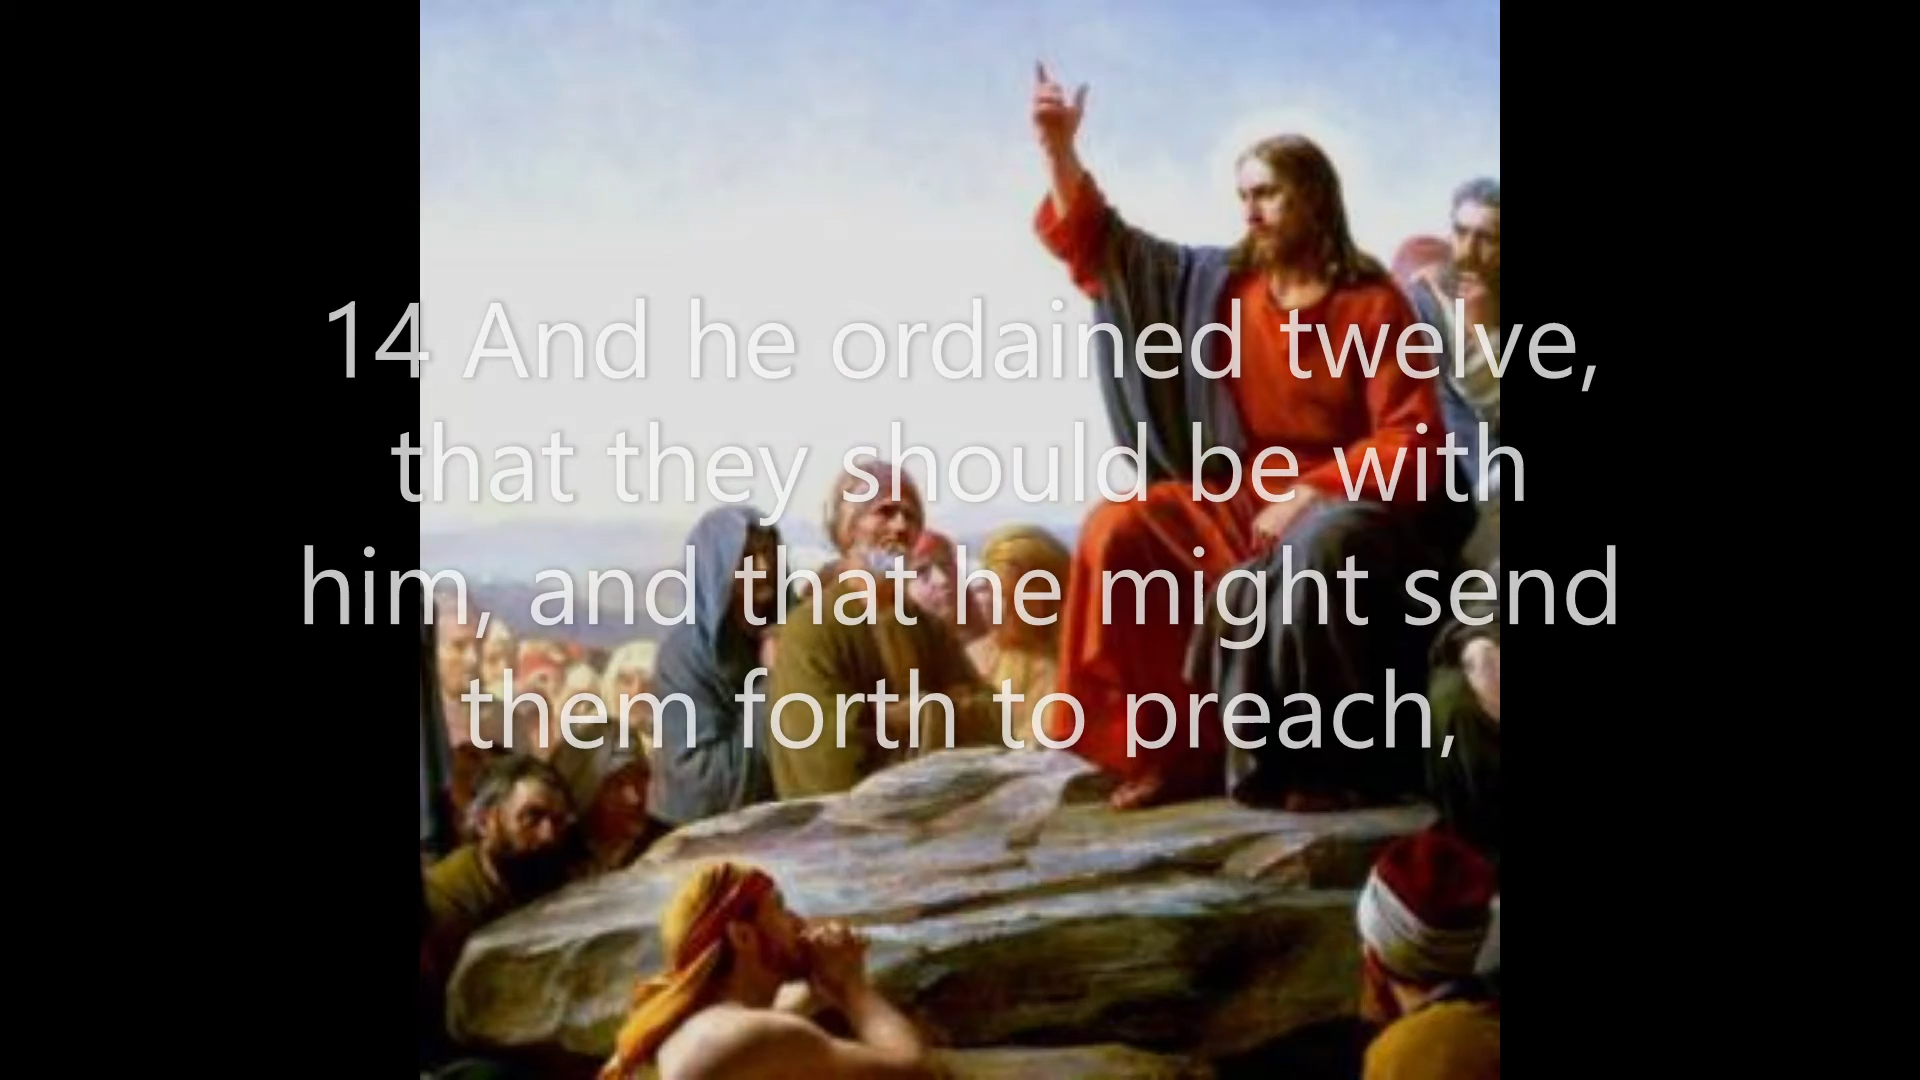 14 And he ordained twelve,
that they should be with
him, and that he might send
them forth to preach,